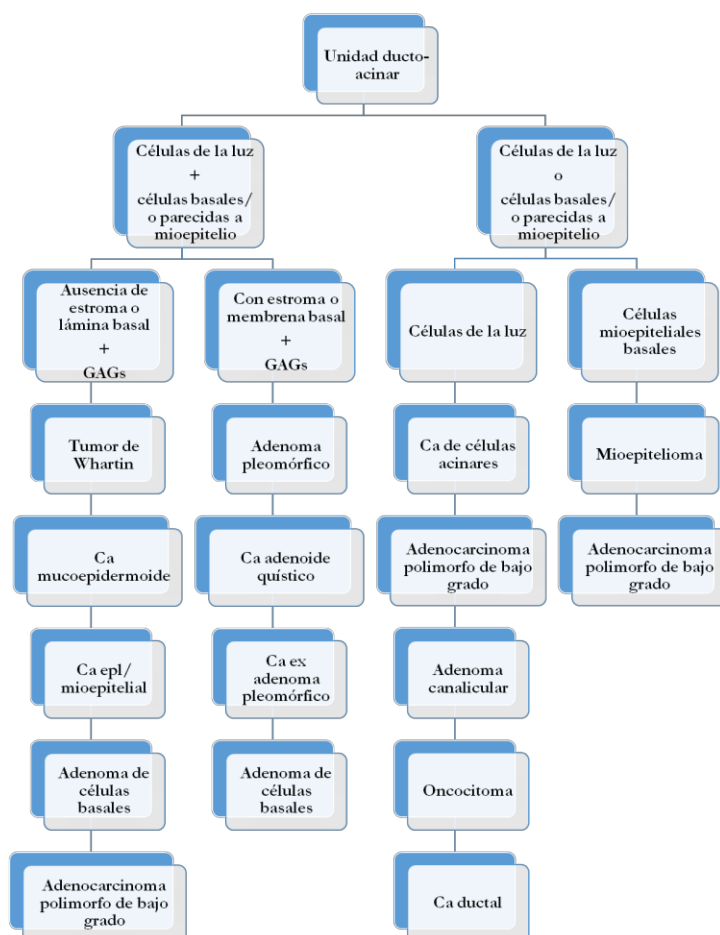 Unidad ducto-
acinar
Células de la luz
+
células basales/
o parecidas a
mioepitelio
Células de la luz
o
células basales/
o parecidas a
mioepitelio
Ausencia de
estroma o
lámina basal
+
GAGs
Con estroma o
membrena basal
+
GAGs
Células de la luz
Células
mioepiteliales
basales
Tumor de
Whartin
Adenoma
pleomórfico
Ca de células
acinares
Mioepitelioma
Ca
mucoepidermoide
Ca adenoide
quístico
Adenocarcinoma
polimorfo de bajo
grado
Adenocarcinoma
polimorfo de bajo
grado
Ca epl/
mioepitelial
Ca ex
adenoma
pleomórfico
Adenoma
canalicular
Adenoma de
células
basales
Adenoma de
células
basales
Oncocitoma
Adenocarcinoma
polimorfo de bajo
grado
Ca ductal